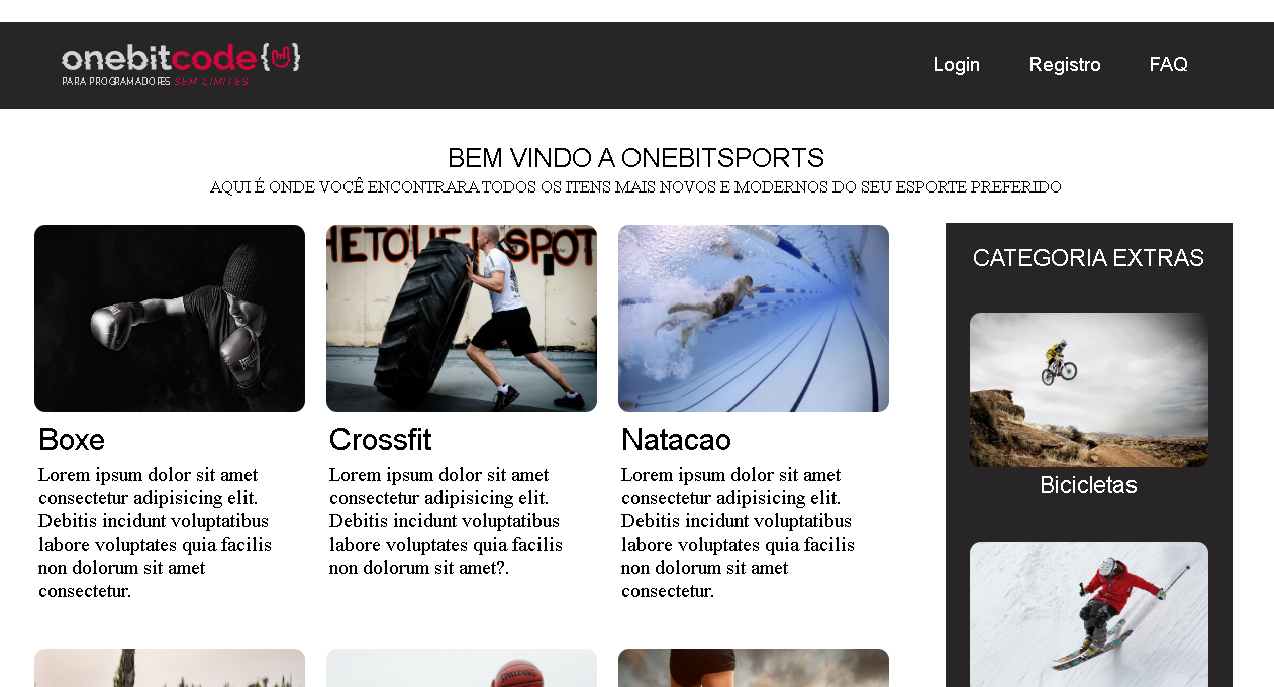 onebitcode{}
PARA PROGRAMADORES SEM LIMITES
Login
Registro
FAQ
BEM VINDO A ONEBITSPORTS
AQUI É ONDE VOCÊ ENCONTRARA TODOS OS ITENS MAIS NOVOS E MODERNOS DO SEU ESPORTE PREFERIDO
HETOUF SPOT
Boxe
Lorem ipsum dolor sit amet
consectetur adipisicing elit.
Debitis incidunt voluptatibus
labore voluptates quia facilis
non dolorum sit amet
consectetur.
Crossfit
Lorem ipsum dolor sit amet
consectetur adipisicing elit.
Debitis incidunt voluptatibus
labore voluptates quia facilis
non dolorum sit amet?.
Natacao
Lorem ipsum dolor sit amet
consectetur adipisicing elit.
Debitis incidunt voluptatibus
labore voluptates quia facilis
non dolorum sit amet
consectetur.
CATEGORIA EXTRAS
Bicicletas
SPALDING